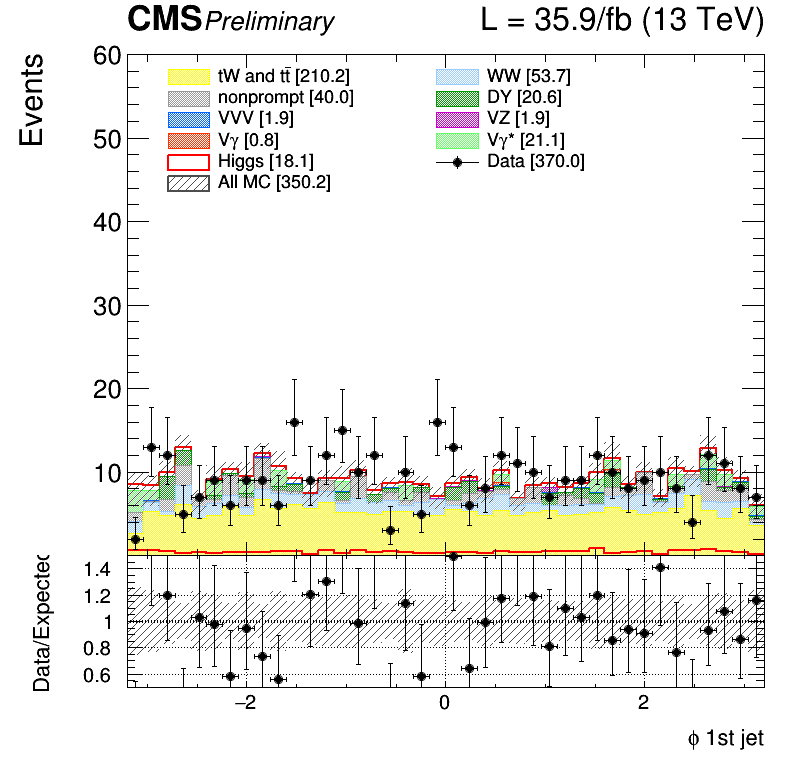 CMS Preliminary L = 35.9/fb (13 TeV)
Events
60
50
40
30
20
10
tW and tt̄ [210.2] WW [53.7]
nonprompt [40.0] DY [20.6]
VVV [1.9] VZ [1.9]
Vγ [0.8] Vγ* [21.1]
Higgs [18.1] Data [370.0]
All MC [350.2]
Data/Expected
1.4
1.2
1
0.8
0.6
−2 0 2
ϕ 1st jet